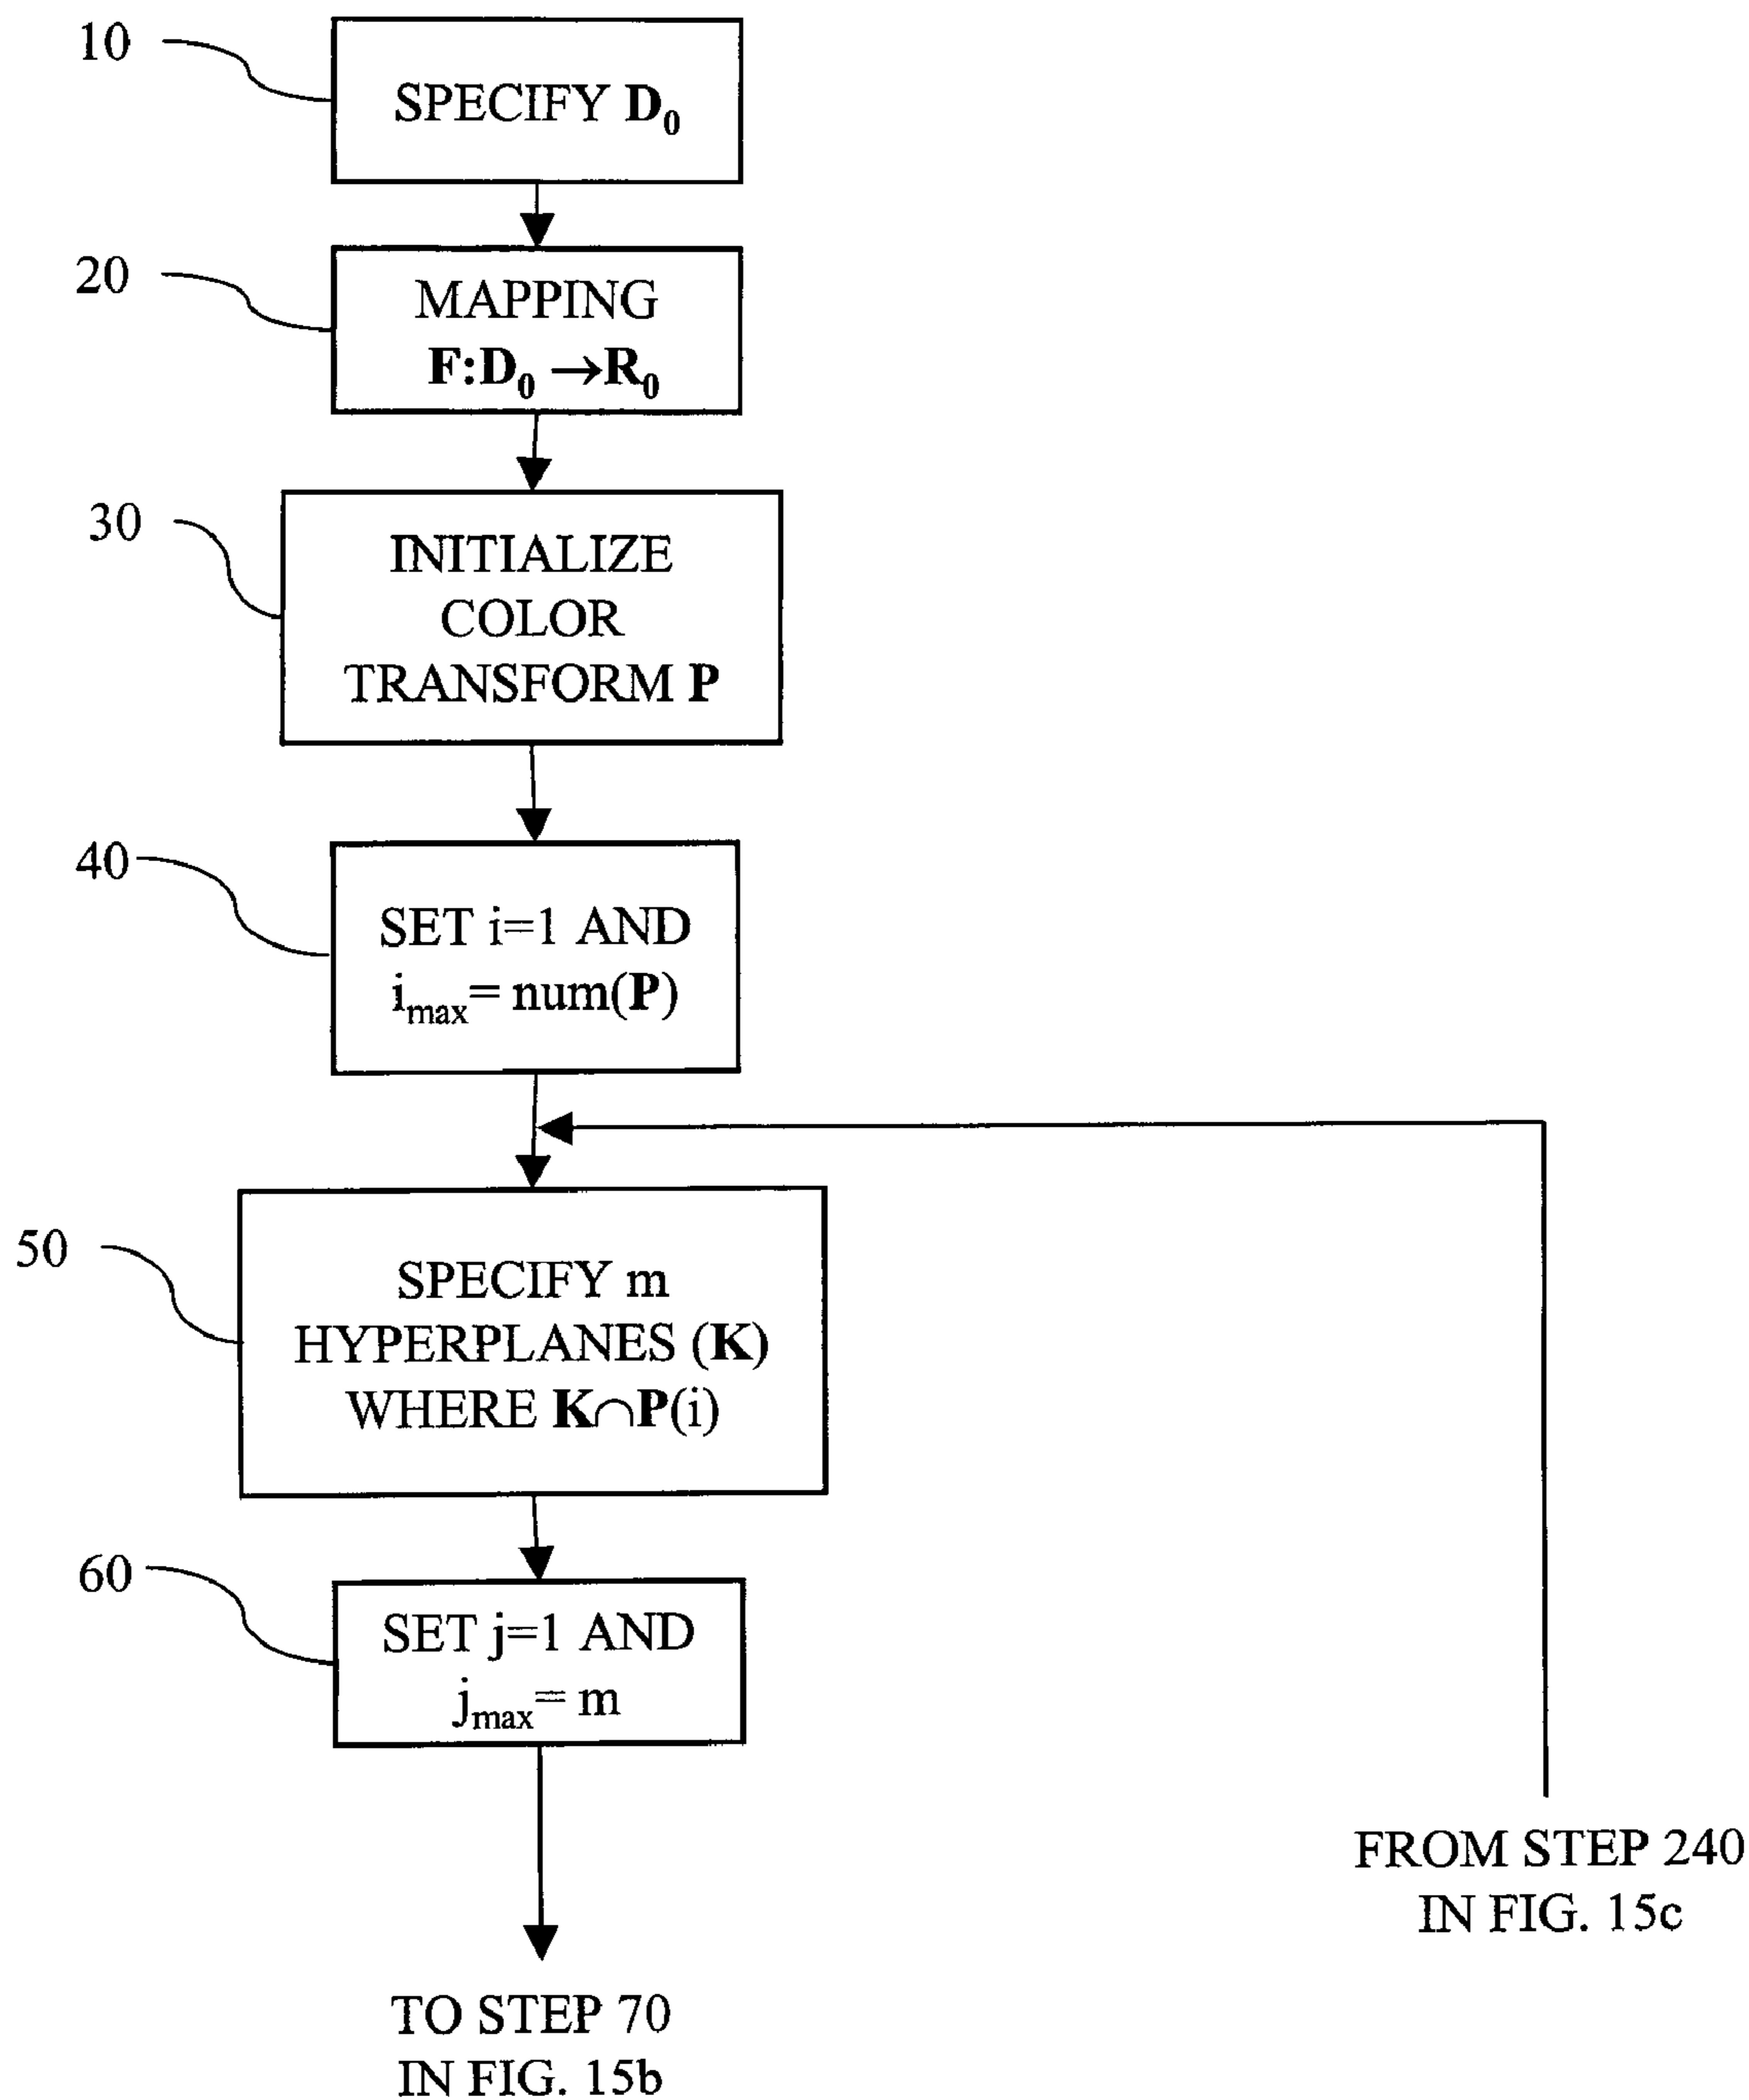 10
SPECIFY D₀
20
MAPPING
F:D₀→R₀
30
INITIALIZE
COLOR
TRANSFORM P
40
SET i=1 AND
iₘₐₓ= num(P)
50
SPECIFY m
HYPERPLANES (K)
WHERE K∩P(i)
60
SET j=1 AND
jₘₐₓ= m
FROM STEP 240
IN FIG. 15c
TO STEP 70
IN FIG. 15b